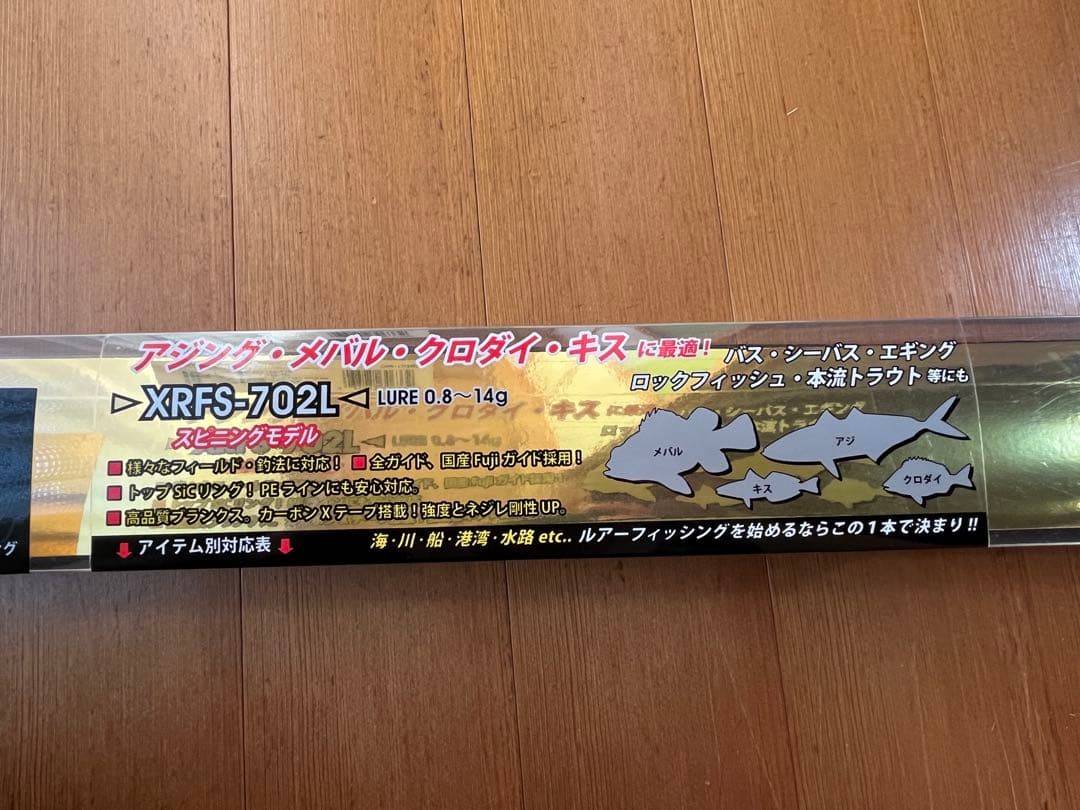 アジング・メバル・クロダイ・キス に最適! バス・シーバス・エギング
ロックフィッシュ・本流トラウト 等にも
▷XRFS-702L◁ LURE 0.8〜14g
スピニングモデル
■様々なフィールド・釣法に対応! ■全ガイド、国産Fujiガイド採用!
■トップSiCリング! PEラインにも安心対応。
■高品質ブランクス。カーボンXテープ搭載!強度とネジレ剛性UP。
メバル
アジ
キス
クロダイ
⬇アイテム別対応表⬇ 海・川・船・港湾・水路 etc.. ルアーフィッシングを始めるならこの1本で決まり!!